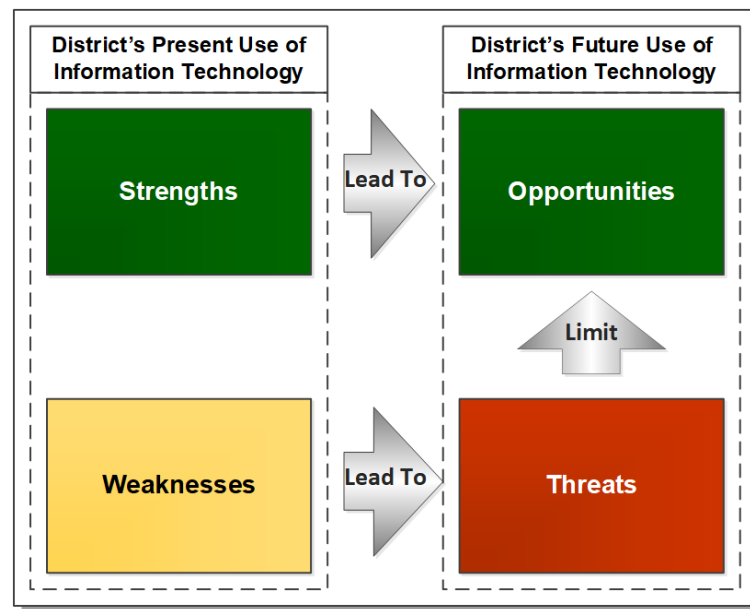 District’s Present Use of
Information Technology
District’s Future Use of
Information Technology
Strengths
Lead To
Opportunities
Limit
Weaknesses
Lead To
Threats